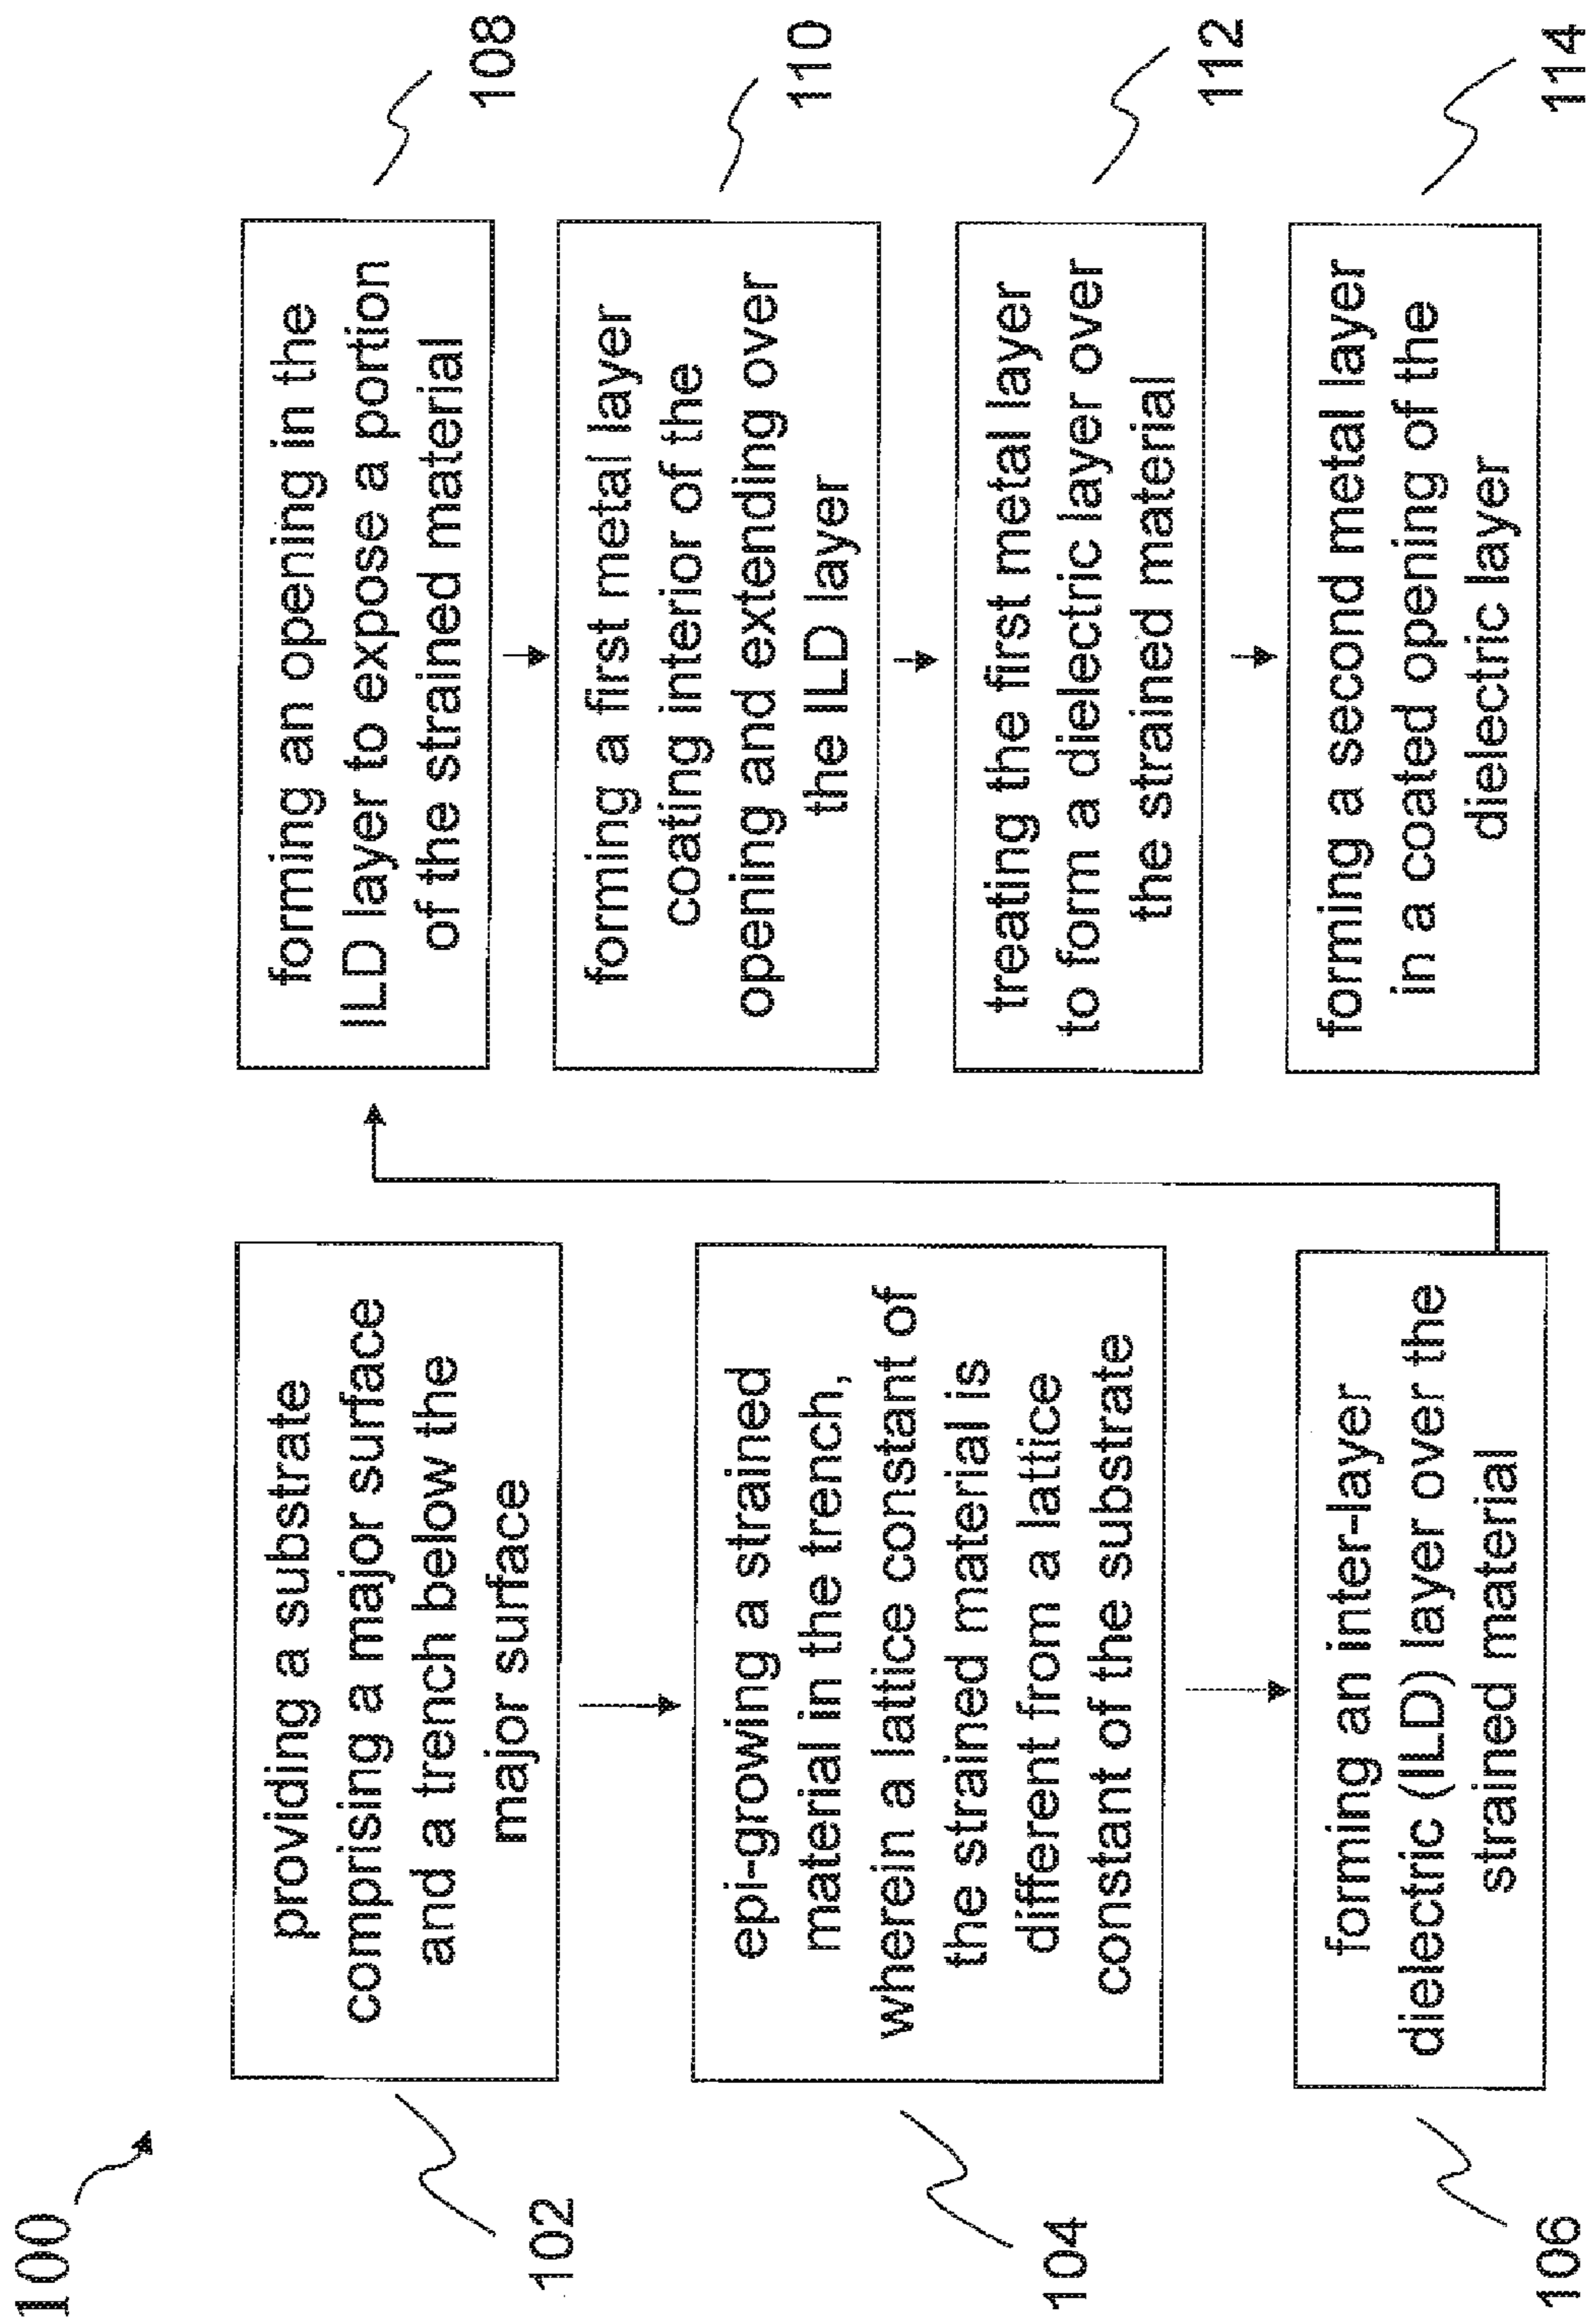 100
102
providing a substrate
comprising a major surface
and a trench below the
major surface
104
epi-growing a strained
material in the trench,
wherein a lattice constant of
the strained material is
different from a lattice
constant of the substrate
106
forming an inter-layer
dielectric (ILD) layer over the
strained material
forming an opening in the
ILD layer to expose a portion
of the strained material
108
forming a first metal layer
coating interior of the
opening and extending over
the ILD layer
110
treating the first metal layer
to form a dielectric layer over
the strained material
112
forming a second metal layer
in a coated opening of the
dielectric layer
114